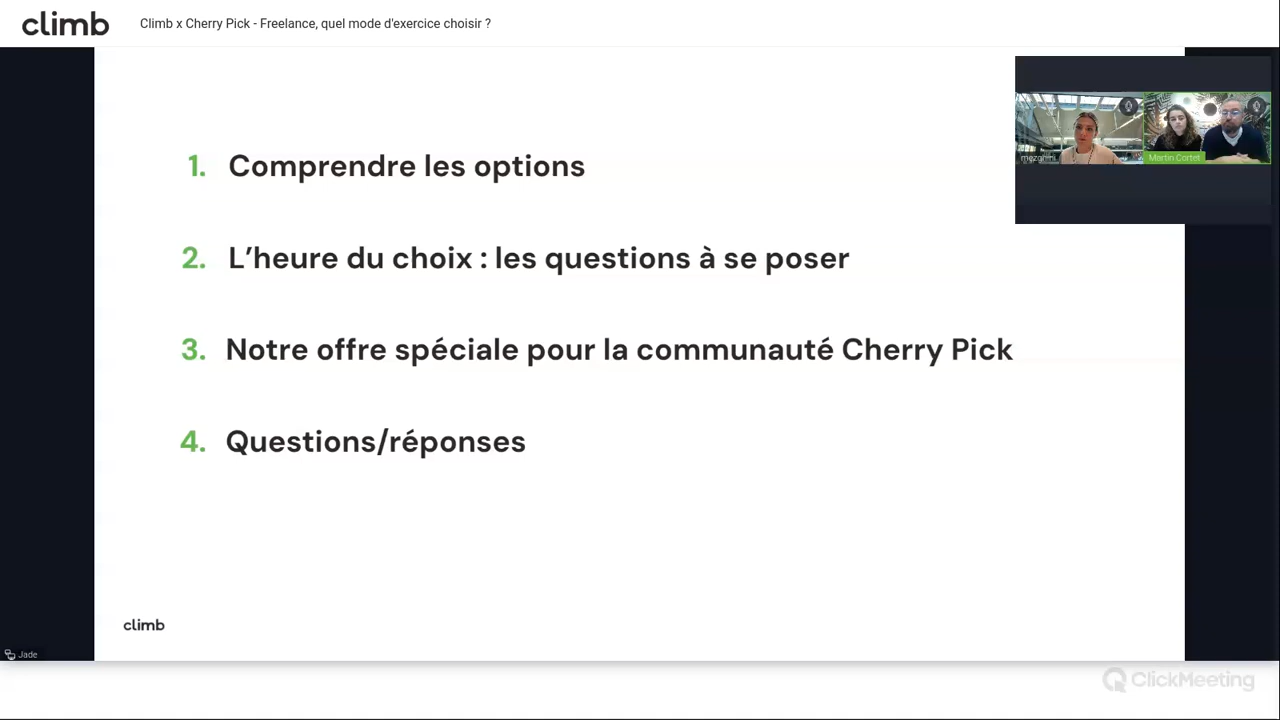 climb
Climb x Cherry Pick - Freelance, quel mode d'exercice choisir ?
Martin Cortet
1. Comprendre les options
2. L’heure du choix : les questions à se poser
3. Notre offre spéciale pour la communauté Cherry Pick
4. Questions/réponses
climb
Jade
ClickMeeting